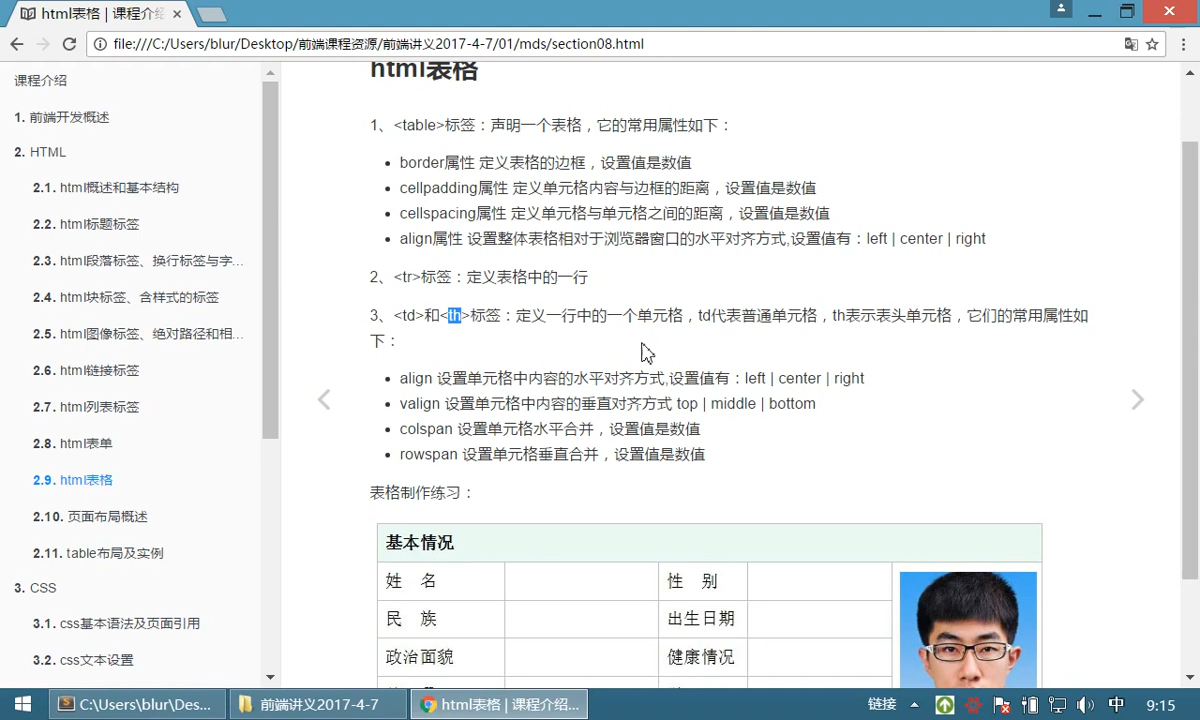 html表格 | 课程介绍
file:///C:/Users/blur/Desktop/前端课程资源/前端讲义2017-4-7/01/mds/section08.html
课程介绍
1. 前端开发概述
2. HTML
2.1. html概述和基本结构
2.2. html标题标签
2.3. html段落标签、换行标签与字...
2.4. html块标签、含样式的标签
2.5. html图像标签、绝对路径和相...
2.6. html链接标签
2.7. html列表标签
2.8. html表单
2.9. html表格
2.10. 页面布局概述
2.11. table布局及实例
3. CSS
3.1. css基本语法及页面引用
3.2. css文本设置
html表格
1、<table>标签：声明一个表格，它的常用属性如下：
• border属性 定义表格的边框，设置值是数值
• cellpadding属性 定义单元格内容与边框的距离，设置值是数值
• cellspacing属性 定义单元格与单元格之间的距离，设置值是数值
• align属性 设置整体表格相对于浏览器窗口的水平对齐方式,设置值有：left | center | right
2、<tr>标签：定义表格中的一行
3、<td>和<th>标签：定义一行中的一个单元格，td代表普通单元格，th表示表头单元格，它们的常用属性如
下：
• align 设置单元格中内容的水平对齐方式,设置值有：left | center | right
• valign 设置单元格中内容的垂直对齐方式 top | middle | bottom
• colspan 设置单元格水平合并，设置值是数值
• rowspan 设置单元格垂直合并，设置值是数值
表格制作练习：
基本情况
姓 名 性 别
民 族 出生日期
政治面貌 健康情况
C:\Users\blur\Des... 前端讲义2017-4-7 html表格 | 课程介绍... 链接 中 9:15